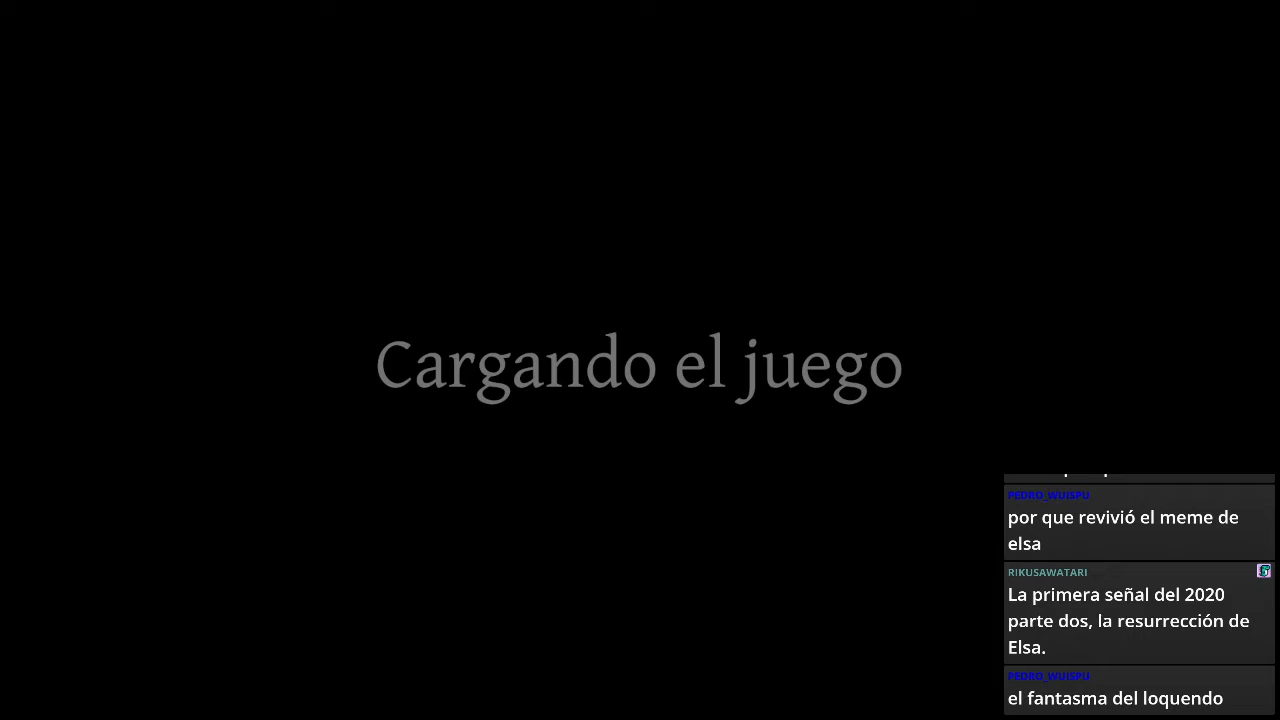 Cargando el juego
PEDRO_WUISPU
por que revivió el meme de
elsa
RIKUSAWATARI
La primera señal del 2020
parte dos, la resurrección de
Elsa.
PEDRO_WUISPU
el fantasma del loquendo